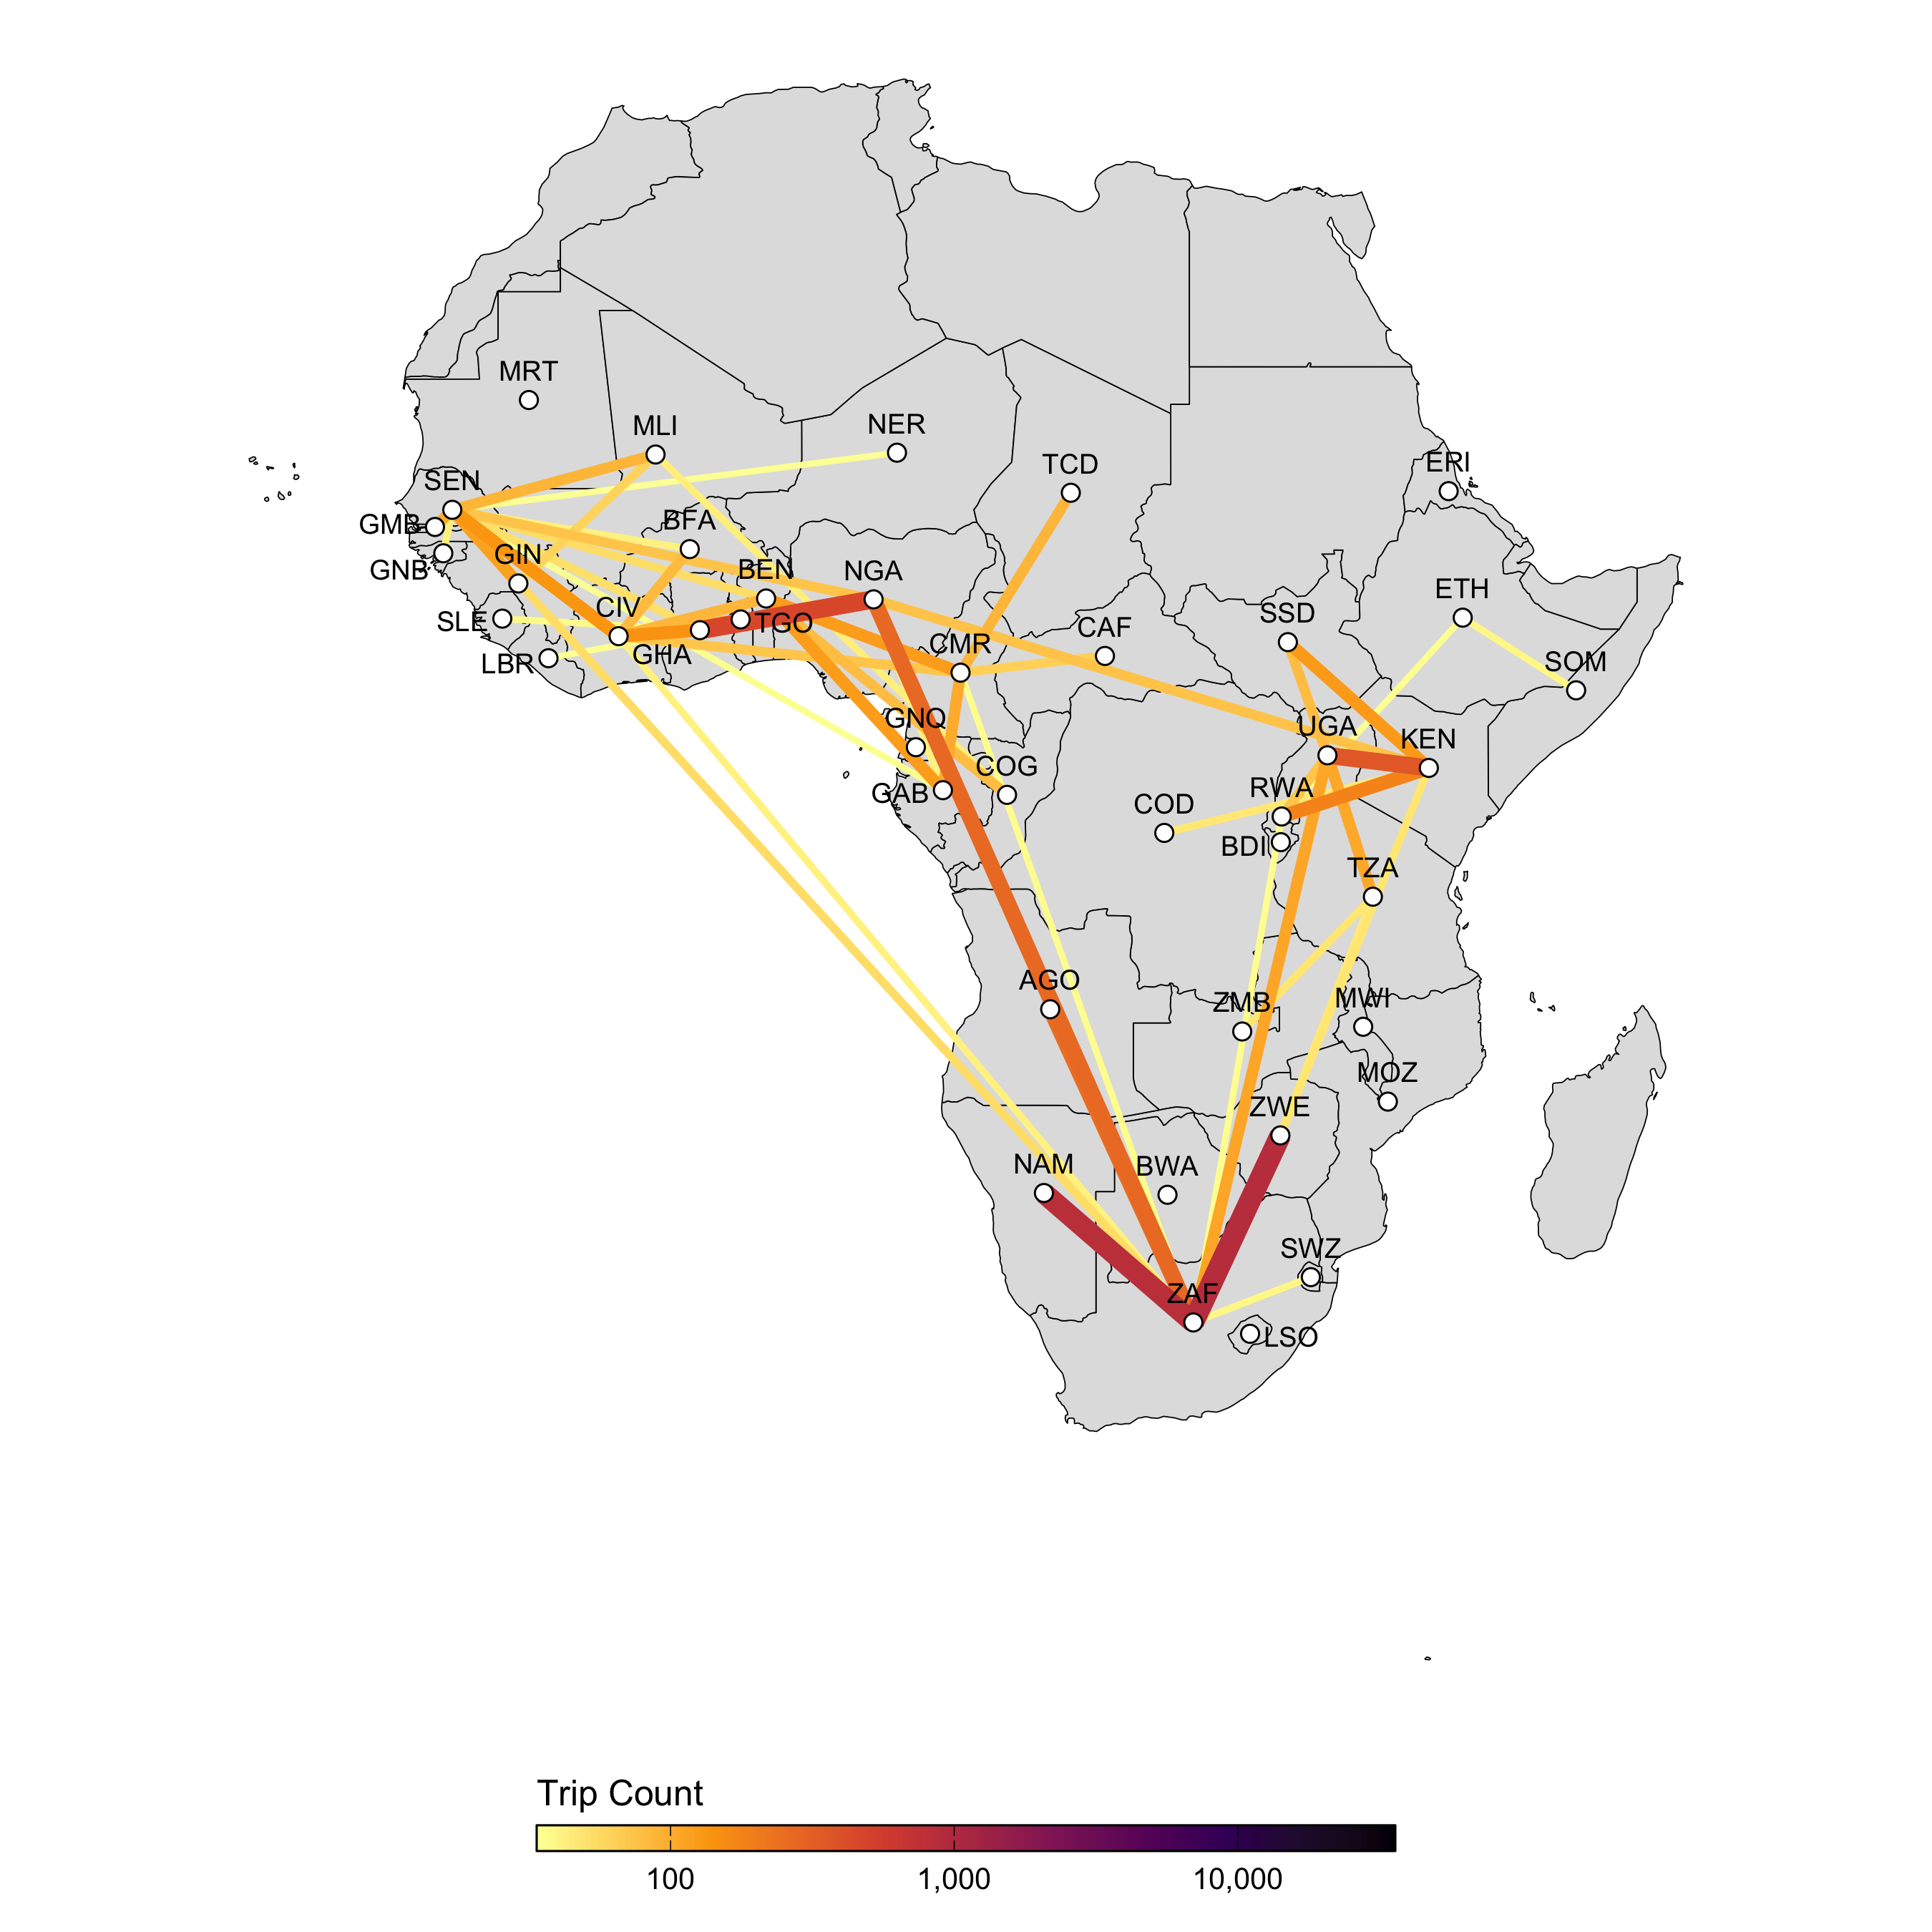 MRT
MLI
NER
TCD
ERI
SEN
GMB
BFA
GNB
GIN
BEN
NGA
ETH
SSD
SLE
CIV
TGO
CAF
LBR
GHA
CMR
SOM
GNQ
UGA
KEN
COG
GAB
RWA
COD
BDI
TZA
AGO
ZMB
MWI
MOZ
ZWE
NAM
BWA
SWZ
ZAF
LSO
Trip Count
100
1,000
10,000